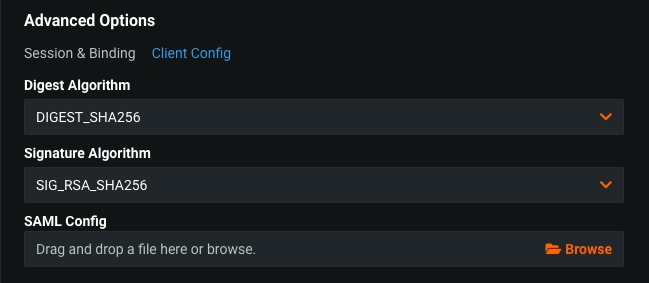 Advanced Options
Session & Binding Client Config
Digest Algorithm
DIGEST_SHA256
Signature Algorithm
SIG_RSA_SHA256
SAML Config
Drag and drop a file here or browse. Browse